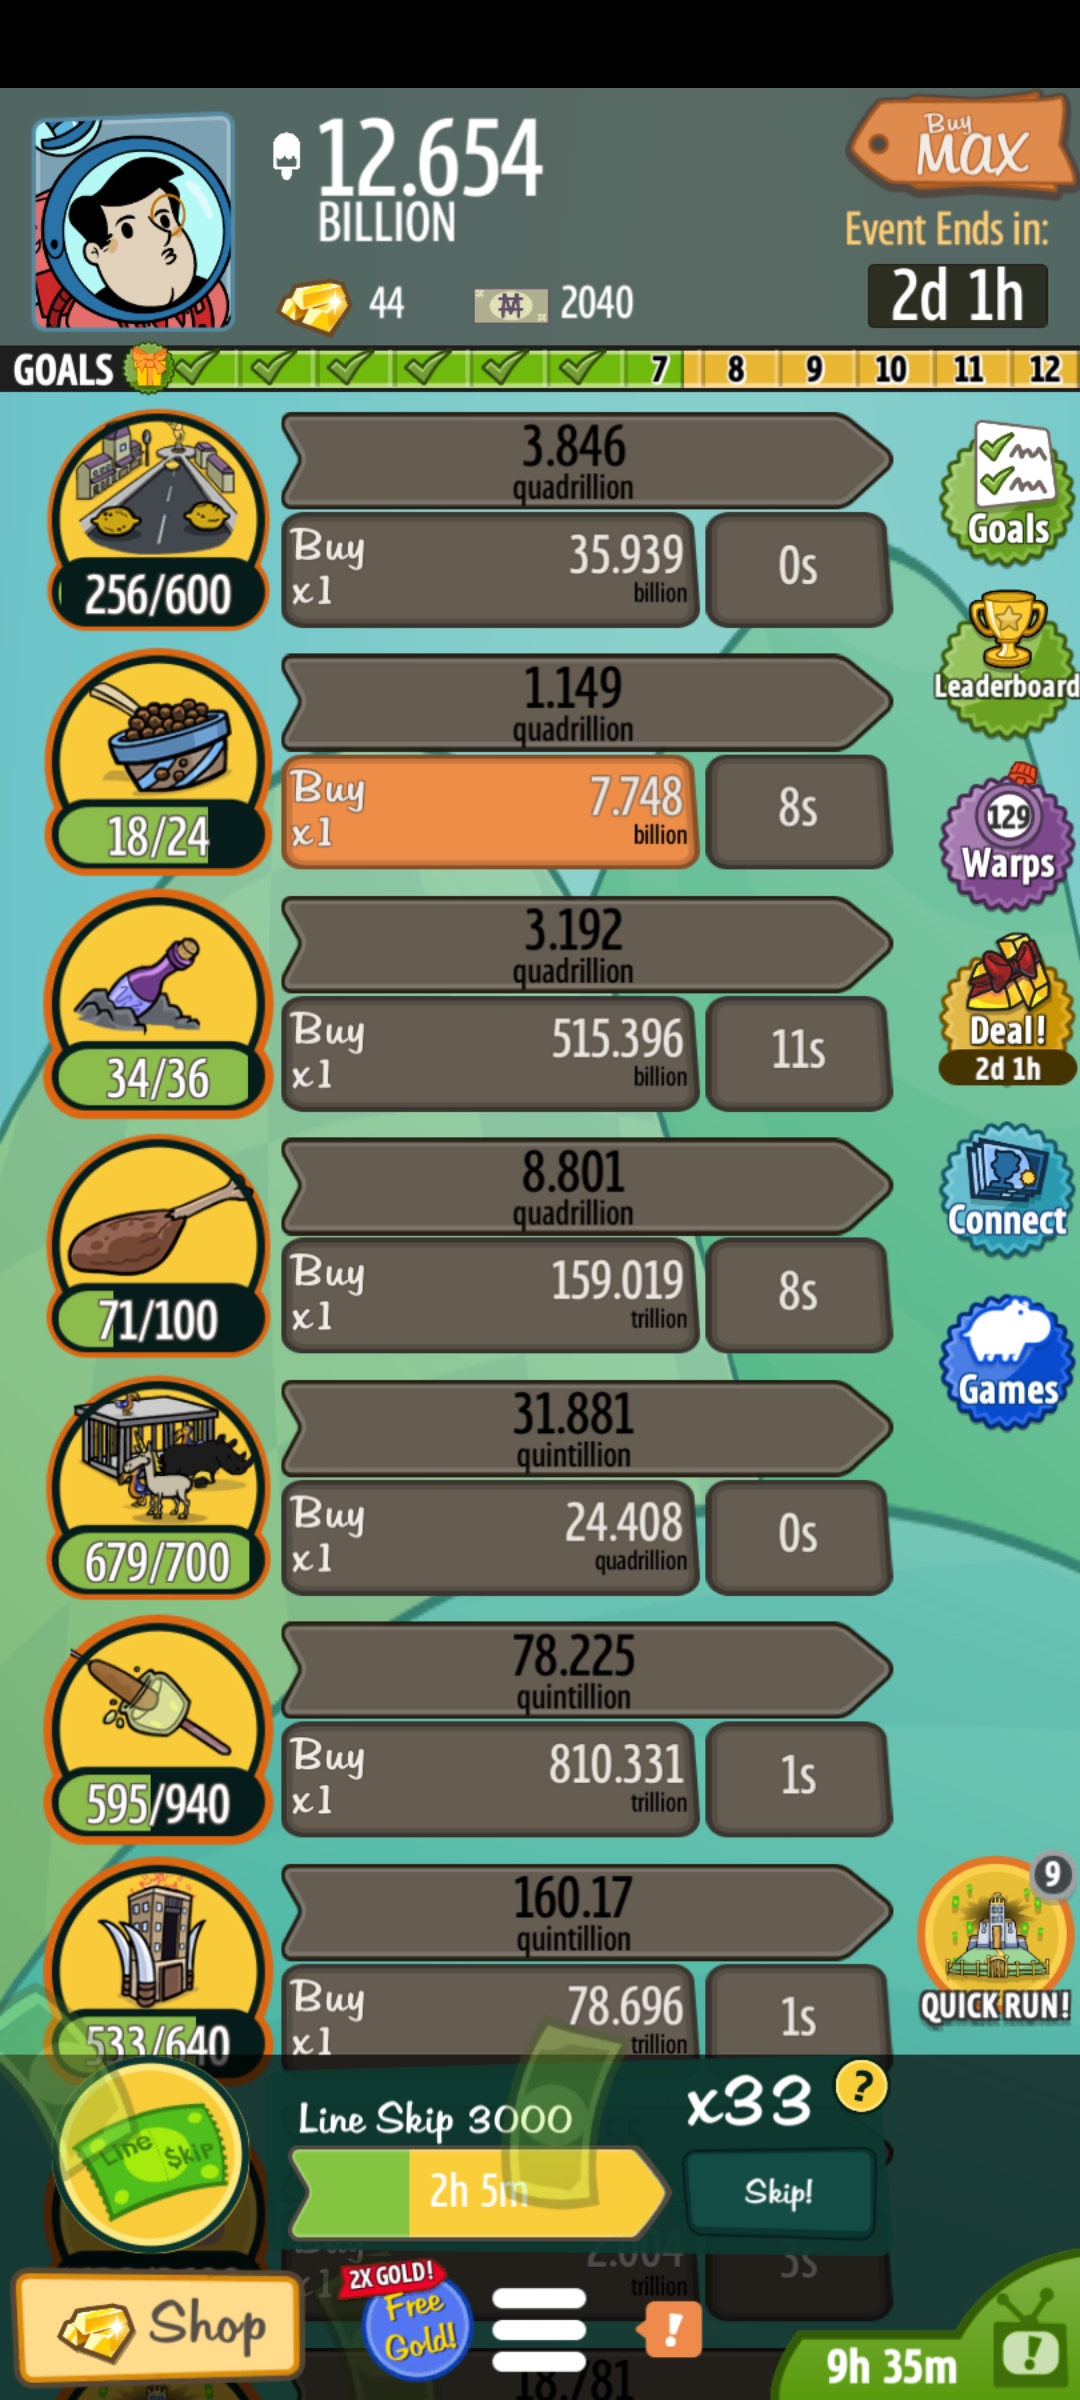 12.654
BILLION
Buy
MAX
Event Ends in:
2d 1h
44
2040
GOALS
7
8
9
10
11
12
3.846
quadrillion
Buy
x1
35.939
billion
0s
256/600
1.149
quadrillion
Buy
x1
7.748
billion
8s
18/24
3.192
quadrillion
Buy
x1
515.396
billion
11s
34/36
8.801
quadrillion
Buy
x1
159.019
trillion
8s
71/100
31.881
quintillion
Buy
x1
24.408
quadrillion
0s
679/700
78.225
quintillion
Buy
x1
810.331
trillion
1s
595/940
160.17
quintillion
Buy
x1
78.696
trillion
1s
533/640
Goals
Leaderboard
129
Warps
Deal!
2d 1h
Connect
Games
9
QUICK RUN!
Line Skip 3000
x33
?
Line $kip
2h 5m
Skip!
Buy
x1
2.004
trillion
3s
Shop
2X GOLD!
Free
Gold!
!
9h 35m
!
18.781